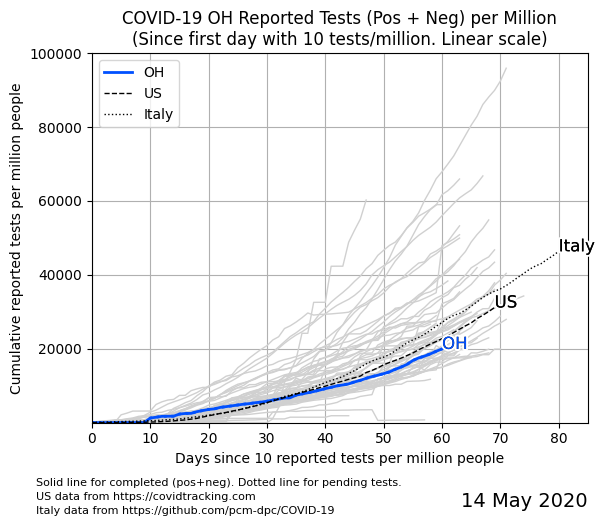 COVID-19 OH Reported Tests (Pos + Neg) per Million
(Since first day with 10 tests/million. Linear scale)
Cumulative reported tests per million people
100000
80000
60000
40000
20000
OH
US
Italy
Italy
US
OH
0 10 20 30 40 50 60 70 80
Days since 10 reported tests per million people
Solid line for completed (pos+neg). Dotted line for pending tests.
US data from https://covidtracking.com
Italy data from https://github.com/pcm-dpc/COVID-19
14 May 2020